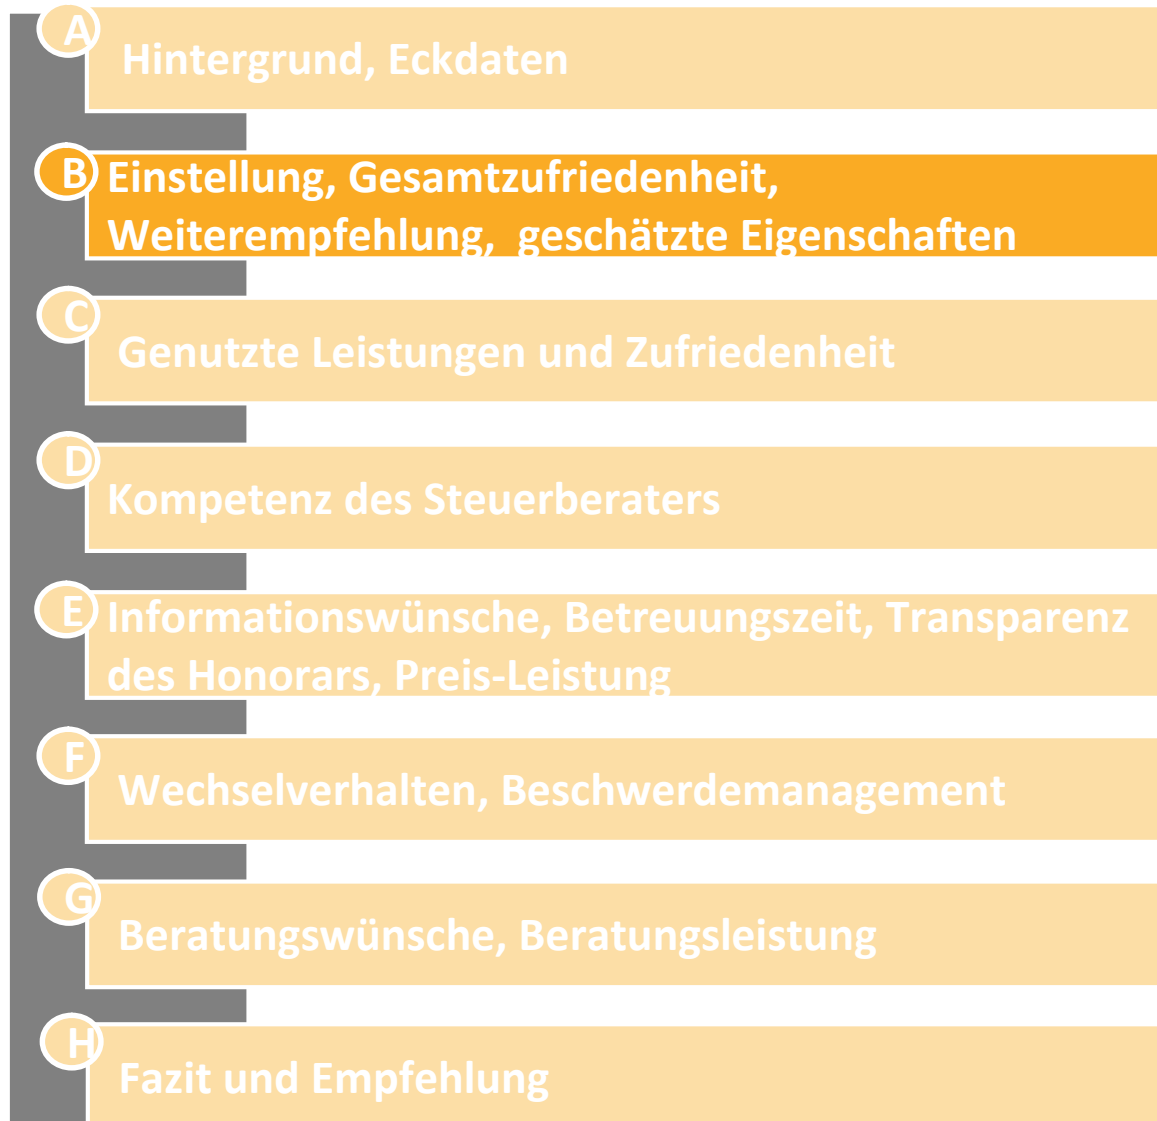 A
Hintergrund, Eckdaten
B
Einstellung, Gesamtzufriedenheit,
Weiterempfehlung,  geschätzte Eigenschaften
C
Genutzte Leistungen und Zufriedenheit
D
Kompetenz des Steuerberaters
E
Informationswünsche, Betreuungszeit, Transparenz
des Honorars, Preis-Leistung
F
Wechselverhalten, Beschwerdemanagement
G
Beratungswünsche, Beratungsleistung
H
Fazit und Empfehlung